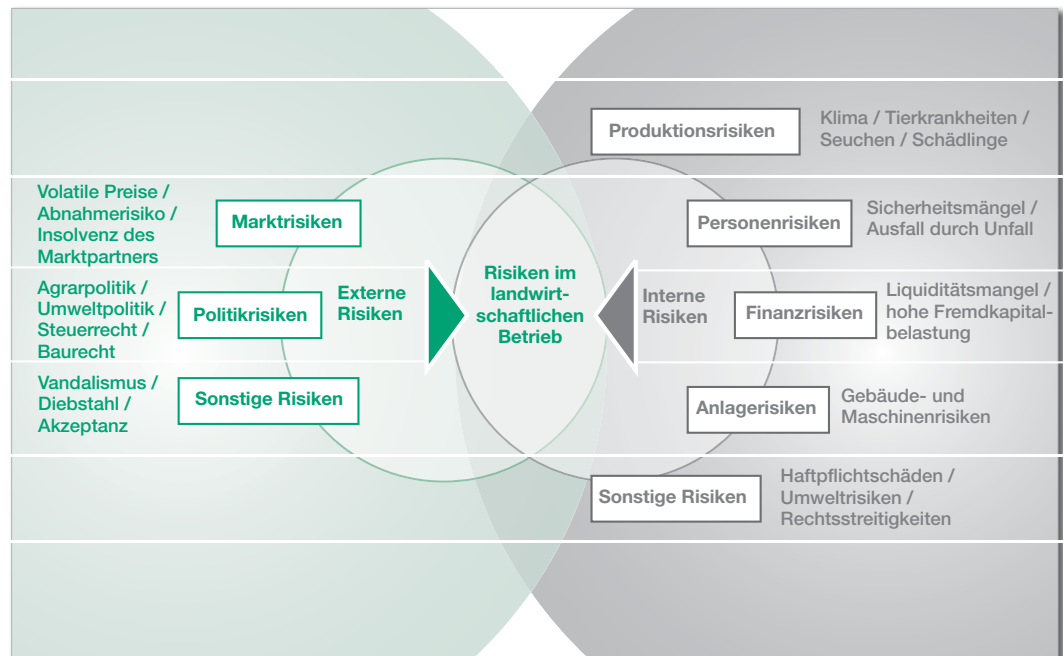 Produktionsrisiken
Klima / Tierkrankheiten /
Seuchen / Schädlinge
Volatile Preise /
Abnahmerisiko /
Insolvenz des
Marktpartners
Marktrisiken
Personenrisiken
Sicherheitsmängel /
Ausfall durch Unfall
Agrarpolitik /
Umweltpolitik /
Steuerrecht /
Baurecht
Politikrisiken
Externe
Risiken
Risiken im
landwirt-
schaftlichen
Betrieb
Interne
Risiken
Finanzrisiken
Liquiditätsmangel /
hohe Fremdkapital-
belastung
Vandalismus /
Diebstahl /
Akzeptanz
Sonstige Risiken
Anlagerisiken
Gebäude- und
Maschinenrisiken
Sonstige Risiken
Haftpflichtschäden /
Umweltrisiken /
Rechtsstreitigkeiten